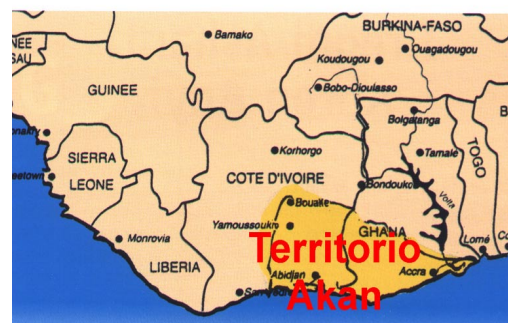 BURKINA-FASO
Bamako
Ouagadougou
Koudougou
Bobo-Dioulasso
GUINEE
Bolgatanga
TOGO
Tamale
SIERRA
LEONE
Korhorgo
COTE D'IVOIRE
Bondouko
Volta
Bouake
Yamoussoukro
GHANA
Monrovia
LIBERIA
Territorio
Akan
Abidjan
Accra
Lomé